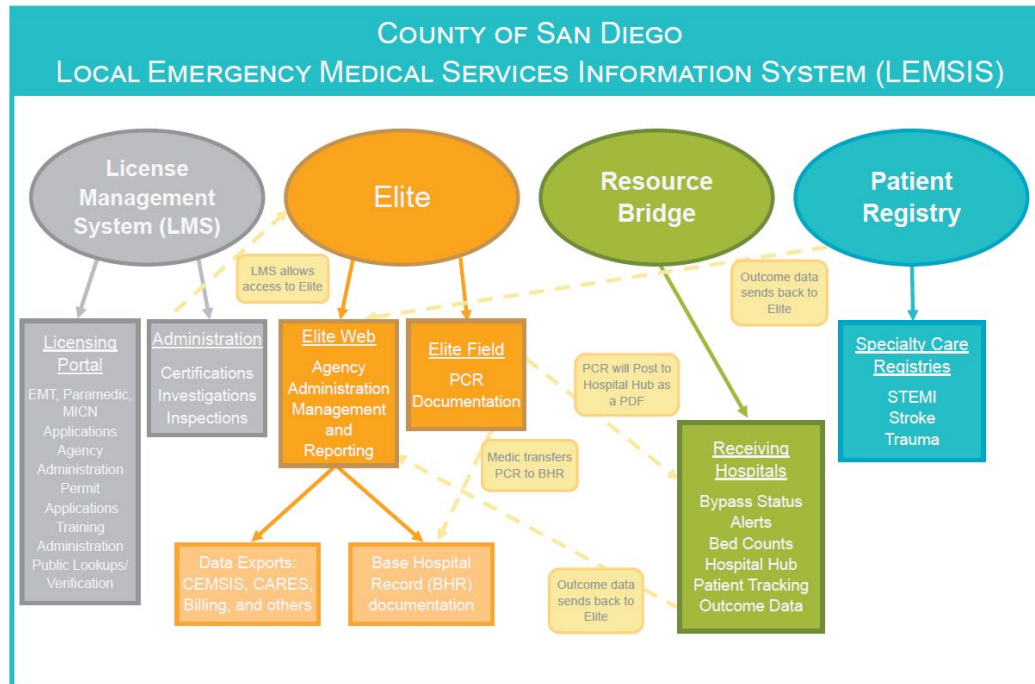 COUNTY OF SAN DIEGO
LOCAL EMERGENCY MEDICAL SERVICES INFORMATION SYSTEM (LEMSIS)
License
Management
System (LMS)
Elite
Resource
Bridge
Patient
Registry
LMS allows
access to Elite
Outcome data
sends back to
Elite
Licensing
Portal
EMT, Paramedic,
MICN
Applications
Agency
Administration
Permit
Applications
Training
Administration
Public Lookups/
Verification
Administration
Certifications
Investigations
Inspections
Elite Web
Agency
Administration
Management
and
Reporting
Elite Field
PCR
Documentation
PCR will Post to
Hospital Hub as
a PDF
Specialty Care
Registries
STEMI
Stroke
Trauma
Medic transfers
PCR to BHR
Receiving
Hospitals
Bypass Status
Alerts
Bed Counts
Hospital Hub
Patient Tracking
Outcome Data
Data Exports:
CEMSIS, CARES,
Billing, and others
Base Hospital
Record (BHR)
documentation
Outcome data
sends back to
Elite